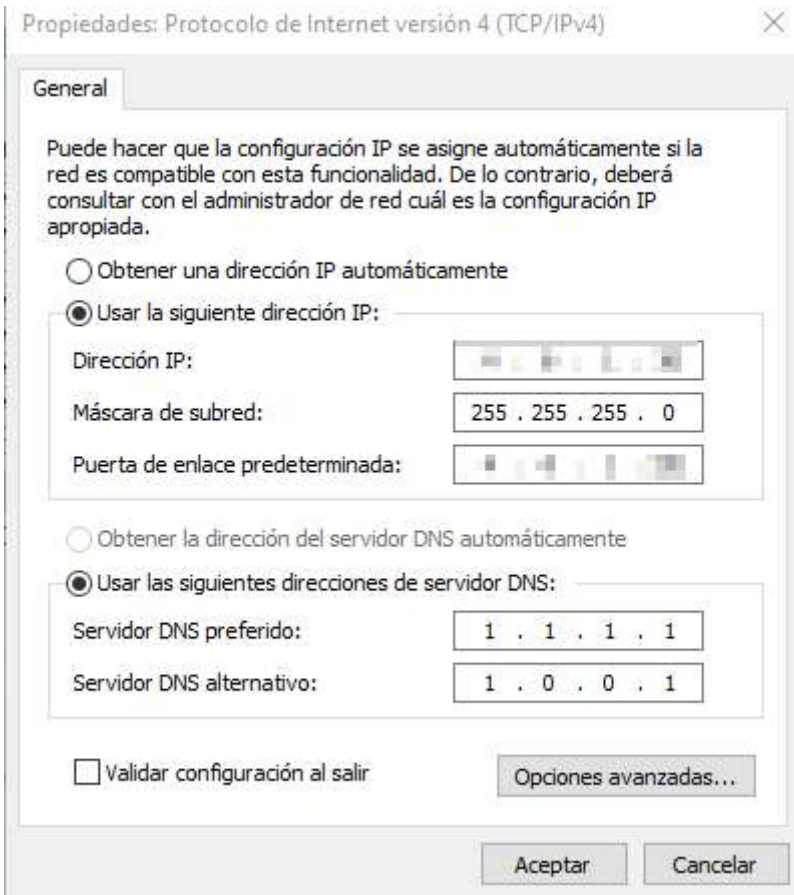 Propiedades: Protocolo de Internet versión 4 (TCP/IPv4)
General
Puede hacer que la configuración IP se asigne automáticamente si la
red es compatible con esta funcionalidad. De lo contrario, deberá
consultar con el administrador de red cuál es la configuración IP
apropiada.
Obtener una dirección IP automáticamente
Usar la siguiente dirección IP:
Dirección IP:
Máscara de subred: 255 . 255 . 255 . 0
Puerta de enlace predeterminada:
Obtener la dirección del servidor DNS automáticamente
Usar las siguientes direcciones de servidor DNS:
Servidor DNS preferido: 1 . 1 . 1 . 1
Servidor DNS alternativo: 1 . 0 . 0 . 1
Validar configuración al salir
Opciones avanzadas...
Aceptar Cancelar